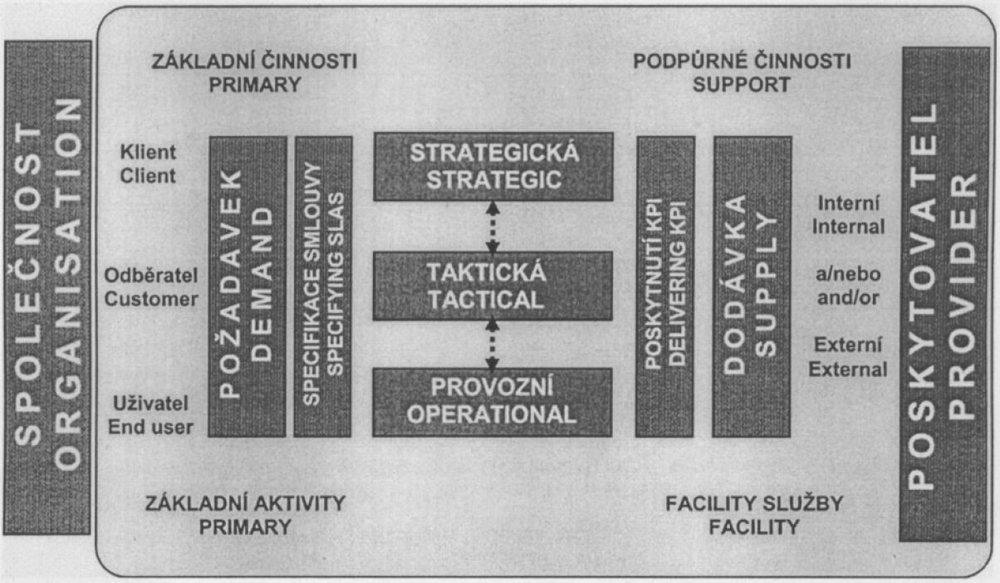 SPOLEČNOST
ORGANISATION
ZÁKLADNÍ ČINNOSTI
PRIMARY
Klient
Client
Odběratel
Customer
Uživatel
End user
POŽADAVEK
DEMAND
SPECIFIKACE SMLOUVY
SPECIFYING SLAS
ZÁKLADNÍ AKTIVITY
PRIMARY
STRATEGICKÁ
STRATEGIC
TAKTICKÁ
TACTICAL
PROVOZNÍ
OPERATIONAL
PODPŮRNÉ ČINNOSTI
SUPPORT
POSKYTNUTÍ KPI
DELIVERING KPI
DODÁVKA
SUPPLY
Interní
Internal
a/nebo
and/or
Externí
External
FACILITY SLUŽBY
FACILITY
POSKYTOVATEL
PROVIDER